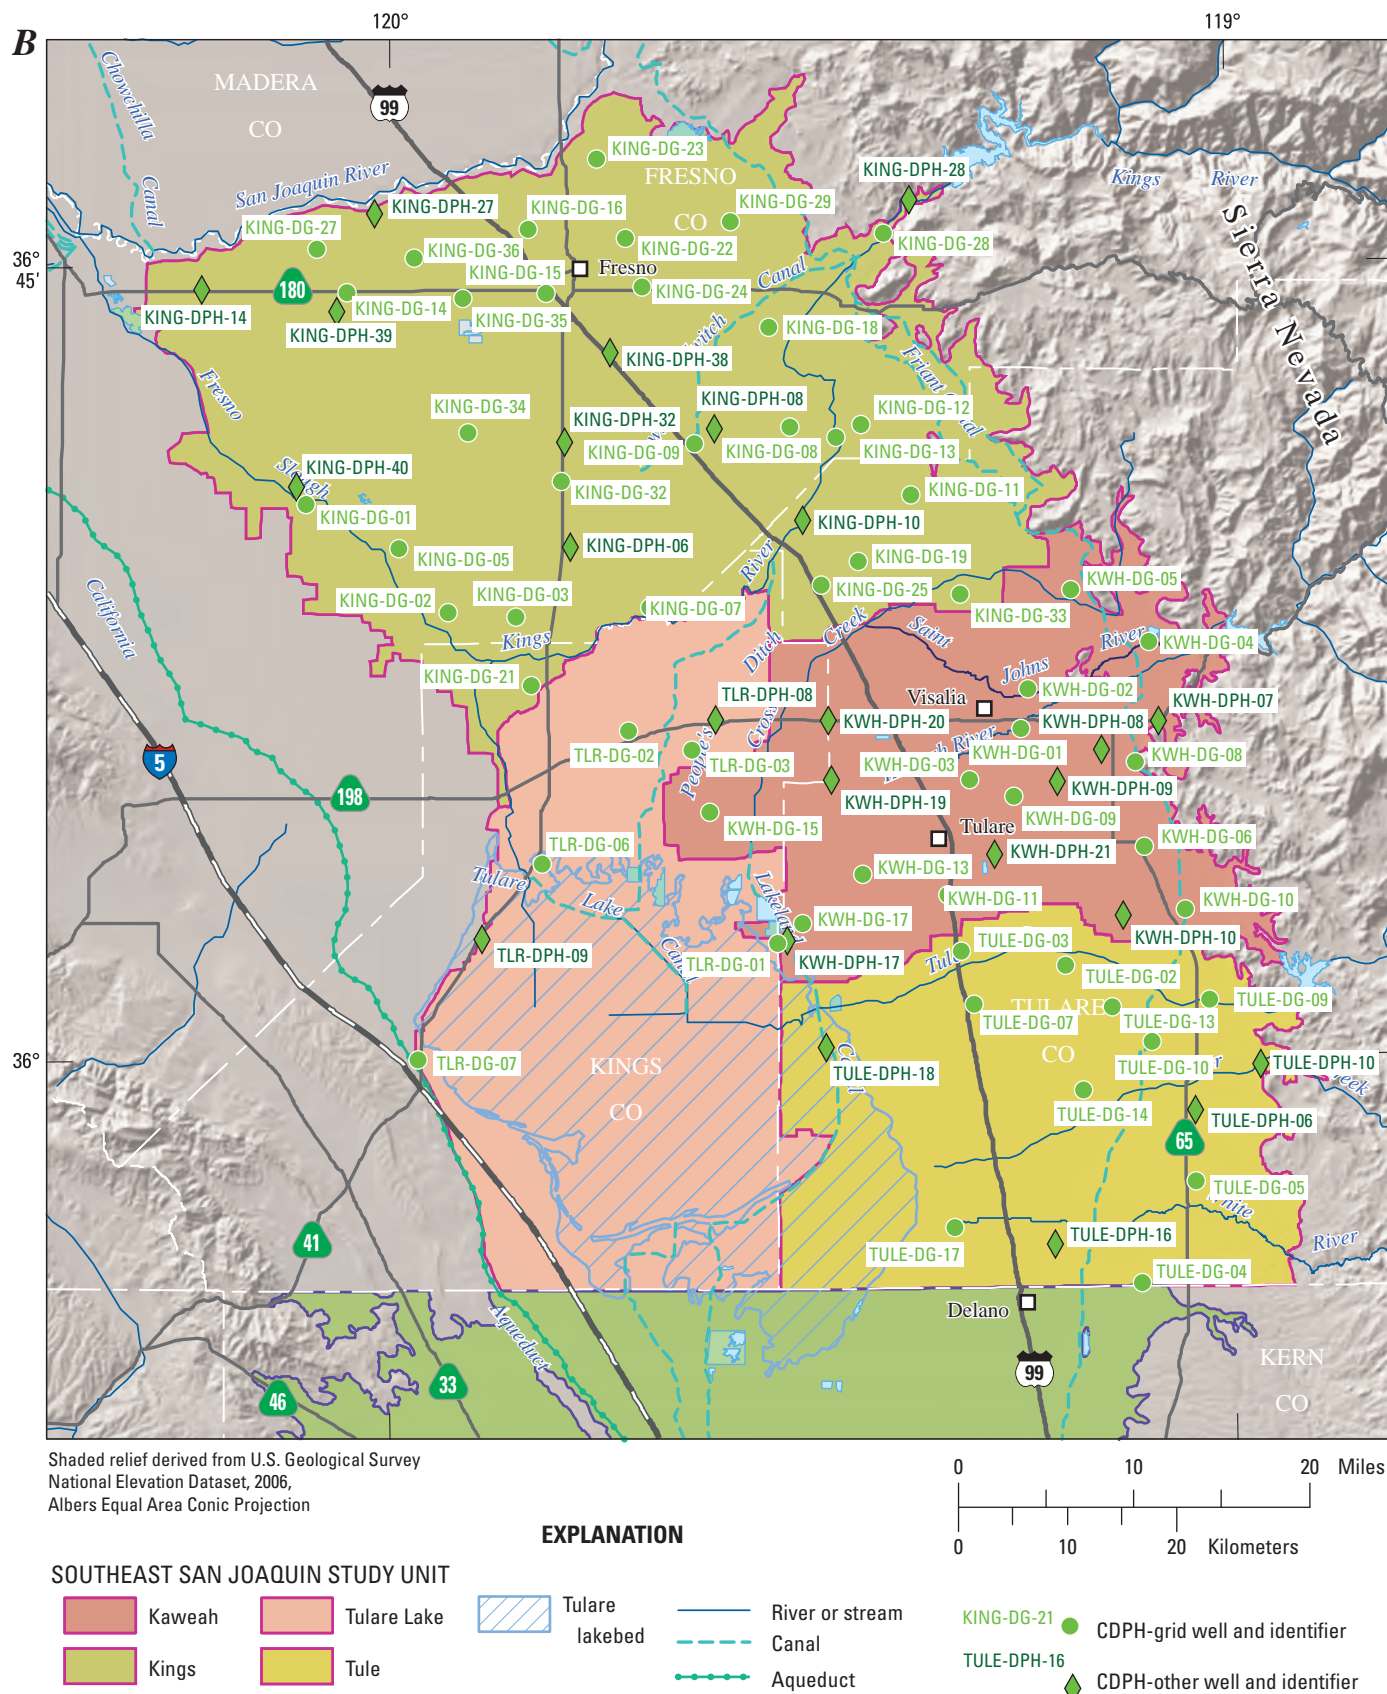 B
120°
119°
36°
45'
36°
MADERA
CO
Chowchilla
Canal
99
San Joaquin River
KING-DG-23
FRESNO
CO
KING-DPH-28
Kings River
Sierra Nevada
KING-DPH-27
KING-DG-16
KING-DG-29
KING-DG-27
KING-DG-36
KING-DG-22
KING-DG-28
KING-DG-15
Fresno
Canal
KING-DG-24
180
KING-DPH-14
KING-DG-14
KING-DG-35
KING-DG-18
KING-DPH-39
KING-DPH-38
Friant
Fresno
Slough
KING-DG-34
KING-DPH-32
KING-DPH-08
KING-DG-12
KING-DG-09
KING-DG-08
KING-DG-13
KING-DPH-40
KING-DG-32
KING-DG-11
KING-DG-01
KING-DPH-10
KING-DG-05
KING-DPH-06
River
KING-DG-19
KING-DG-02
KING-DG-03
KING-DG-07
KING-DG-25
KING-DG-33
KWH-DG-05
California
Kings
Ditch
Creek
Saint
Johns
River
KWH-DG-04
KING-DG-21
TLR-DPH-08
Visalia
KWH-DG-02
KWH-DPH-07
Cross
KWH-DPH-20
KWH-DPH-08
TLR-DG-02
People's
TLR-DG-03
KWH-DG-03
River
KWH-DG-01
KWH-DG-08
5
198
KWH-DPH-19
KWH-DPH-09
KWH-DG-15
KWH-DG-09
Tulare
TLR-DG-06
KWH-DPH-21
KWH-DG-06
Tulare
Lake
Canal
Lakeland
KWH-DG-13
KWH-DG-11
KWH-DG-10
KWH-DG-17
KWH-DPH-10
TLR-DPH-09
TLR-DG-01
KWH-DPH-17
TULE-DG-03
TULE-DG-02
TULARE
CO
TULE-DG-09
TULE-DG-07
TULE-DG-13
TLR-DG-07
KINGS
CO
TULE-DPH-18
TULE-DG-10
TULE-DPH-10
TULE-DG-14
TULE-DPH-06
65
TULE-DG-05
White
River
41
TULE-DG-17
TULE-DPH-16
TULE-DG-04
Aqueduct
Delano
KERN
CO
99
33
46
Shaded relief derived from U.S. Geological Survey
National Elevation Dataset, 2006,
Albers Equal Area Conic Projection
0 10 20 Miles
0 10 20 Kilometers
EXPLANATION
SOUTHEAST SAN JOAQUIN STUDY UNIT
Kaweah
Tulare Lake
Kings
Tule
Tulare
lakebed
River or stream
Canal
Aqueduct
KING-DG-21
CDPH-grid well and identifier
TULE-DPH-16
CDPH-other well and identifier